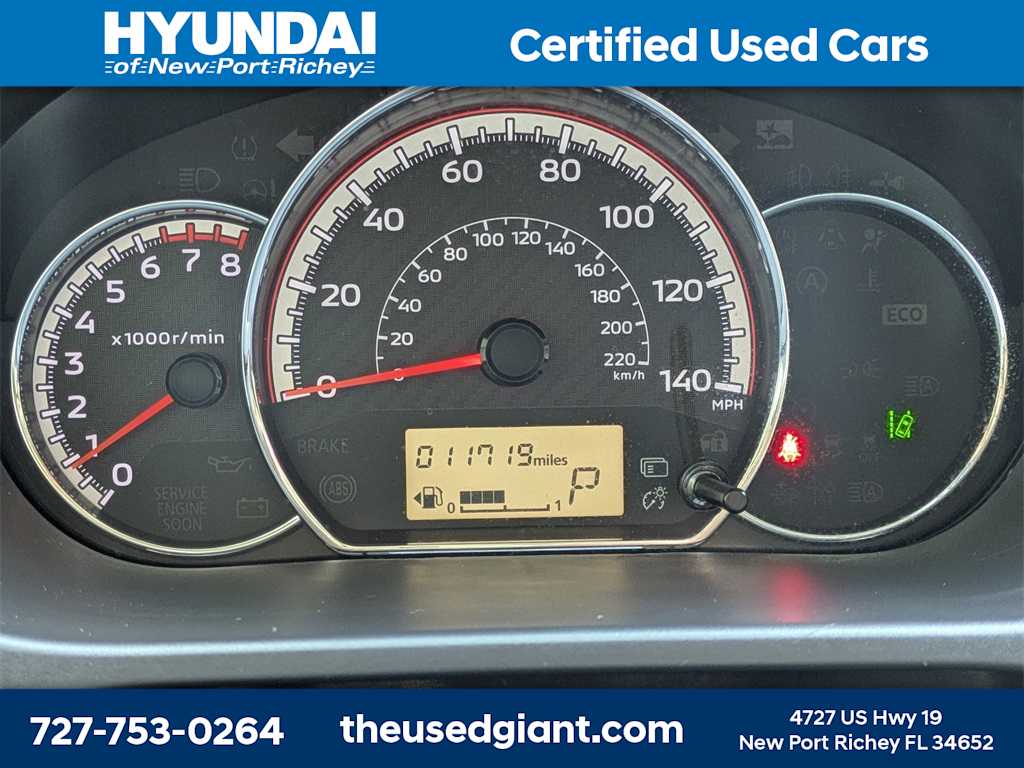 HYUNDAI
of New Port Richey
Certified Used Cars
60
80
40
100
20
120
0
140
MPH
100 120 140
80
160
60
180
40
200
20
220
km/h
0
8
7
6
5
4
3
2
1
0
x1000r/min
ECO
BRAKE
ABS
SERVICE
ENGINE
SOON
011719miles
P
0
1
A
A
A
OFF
727-753-0264
theusedgiant.com
4727 US Hwy 19
New Port Richey FL 34652